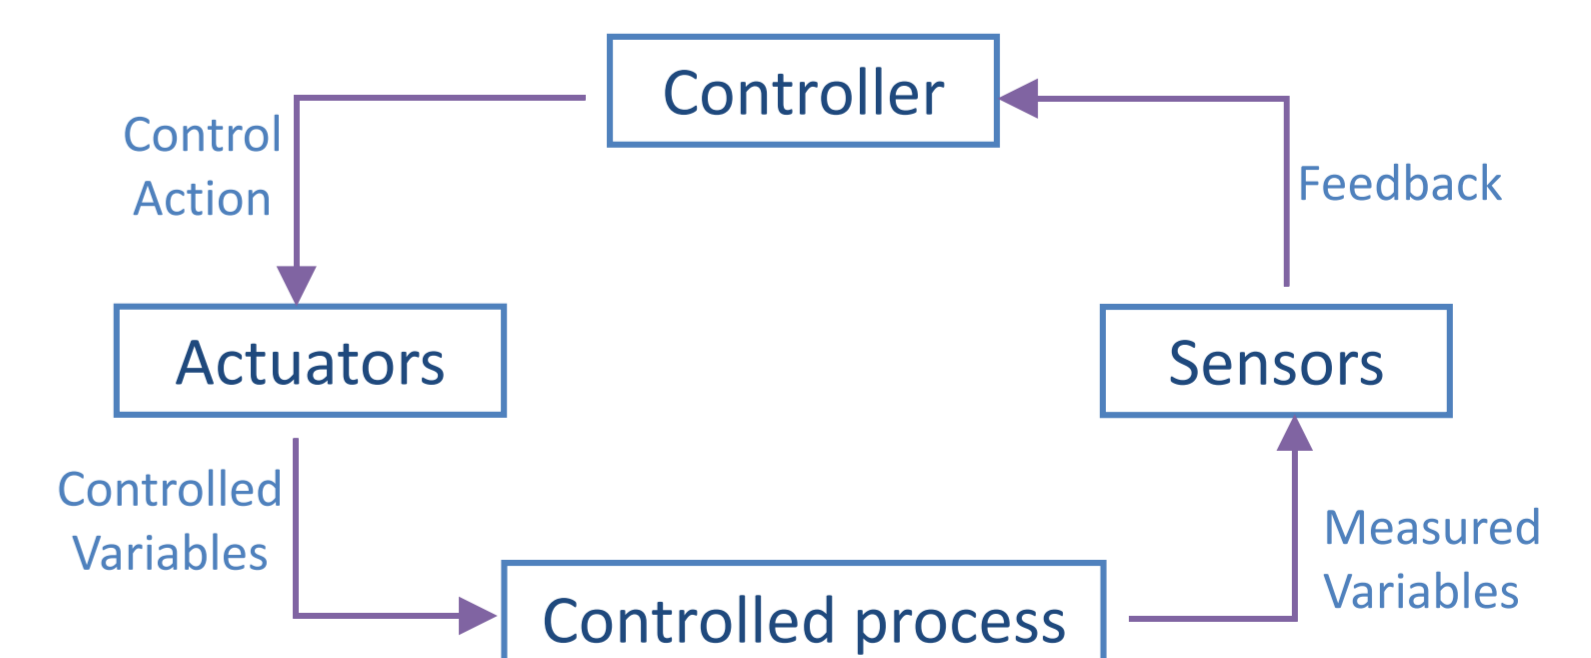 Controller
Control
Action
Feedback
Actuators
Sensors
Controlled
Variables
Measured
Variables
Controlled process